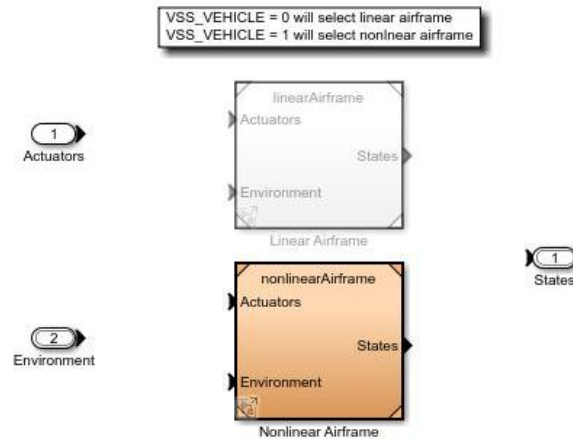 VSS_VEHICLE = 0 will select linear airframe
VSS_VEHICLE = 1 will select nonlnear airframe
linearAirframe
1
Actuators
Actuators
States
Environment
Linear Airframe
1
States
nonlinearAirframe
Actuators
2
Environment
States
Environment
Nonlinear Airframe